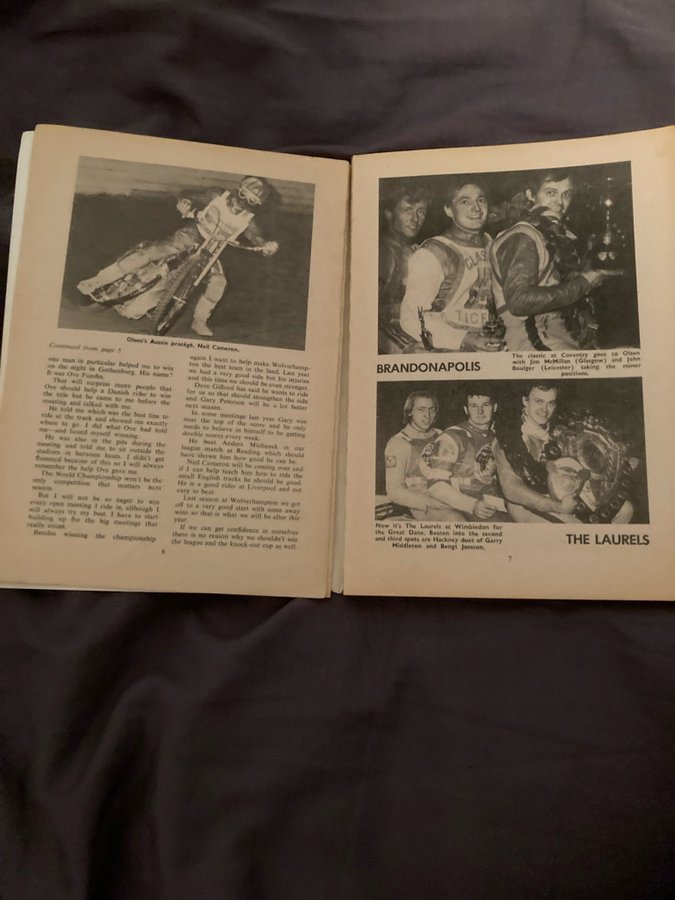 Olsen's Aussie protégé, Neil Cameron.
Continued from page 5
one man in particular helped me to win
on the night in Gothenburg. His name?
It was Ove Fundin.
That will surprise many people that
Ove should help a Danish rider to win
the title but he came to me before the
meeting and talked with me.
He told me which was the best line to
ride at the track and showed me exactly
where to go. I did what Ove had told
me—and found myself winning.
He was also in the pits during the
meeting and told me to sit outside the
stadium in between heats. I didn't get
flustered because of this so I will always
remember the help Ove gave me.
The World Championship won't be the
only competition that matters next
season.
But I will not be so eager to win
every open meeting I ride in, although I
will always try my best. I have to start
building up for the big meetings that
really count.
Besides winning the championship
again I want to help make Wolverhamp-
ton the best team in the land. Last year
we had a very good side but for injuries
and this time we should be even stronger.
Dave Gifford has said he wants to ride
for us so that should strengthen the side
and Gary Peterson will be a lot better
next season.
In some meetings last year Gary was
near the top of the score and he only
needs to believe in himself to be getting
double scores every week.
He beat Anders Michanek in our
league match at Reading which should
have shown him how good he can be.
Neil Cameron will be coming over and
if I can help teach him how to ride the
small English tracks he should be good.
He is a good rider at Liverpool and not
easy to beat.
Last season at Wolverhampton we got
off to a very good start with some away
wins so that is what we will be after this
year.
If we can get confidence in ourselves
there is no reason why we shouldn't win
the league and the knock-out cup as well.
6
GLAS
TIGE
BRANDONAPOLIS
The classic at Coventry goes to Olsen
with Jim McMillan (Glasgow) and John
Boulger (Leicester) taking the minor
positions.
Now it's The Laurels at Wimbledon for
the Great Dane. Beaten into the second
and third spots are Hackney duet of Garry
Middleton and Bengt Jansson.
THE LAURELS
7